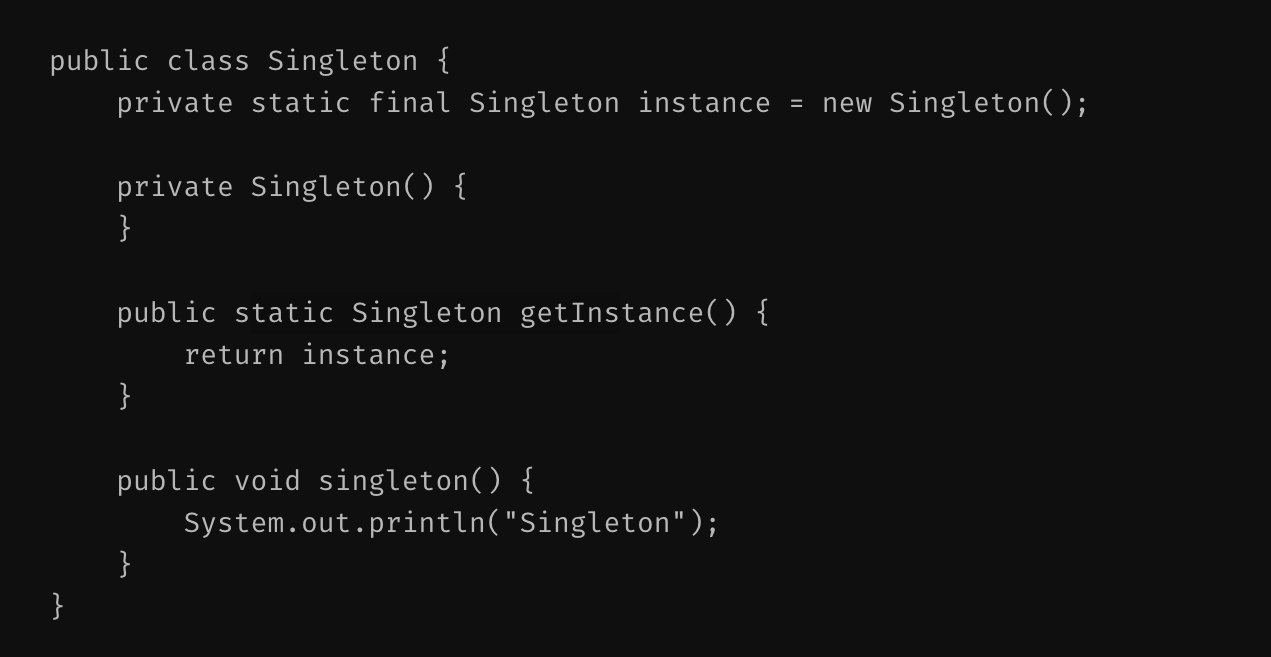 public class Singleton {
    private static final Singleton instance = new Singleton();

    private Singleton() {
    }

    public static Singleton getInstance() {
        return instance;
    }

    public void singleton() {
        System.out.println("Singleton");
    }
}